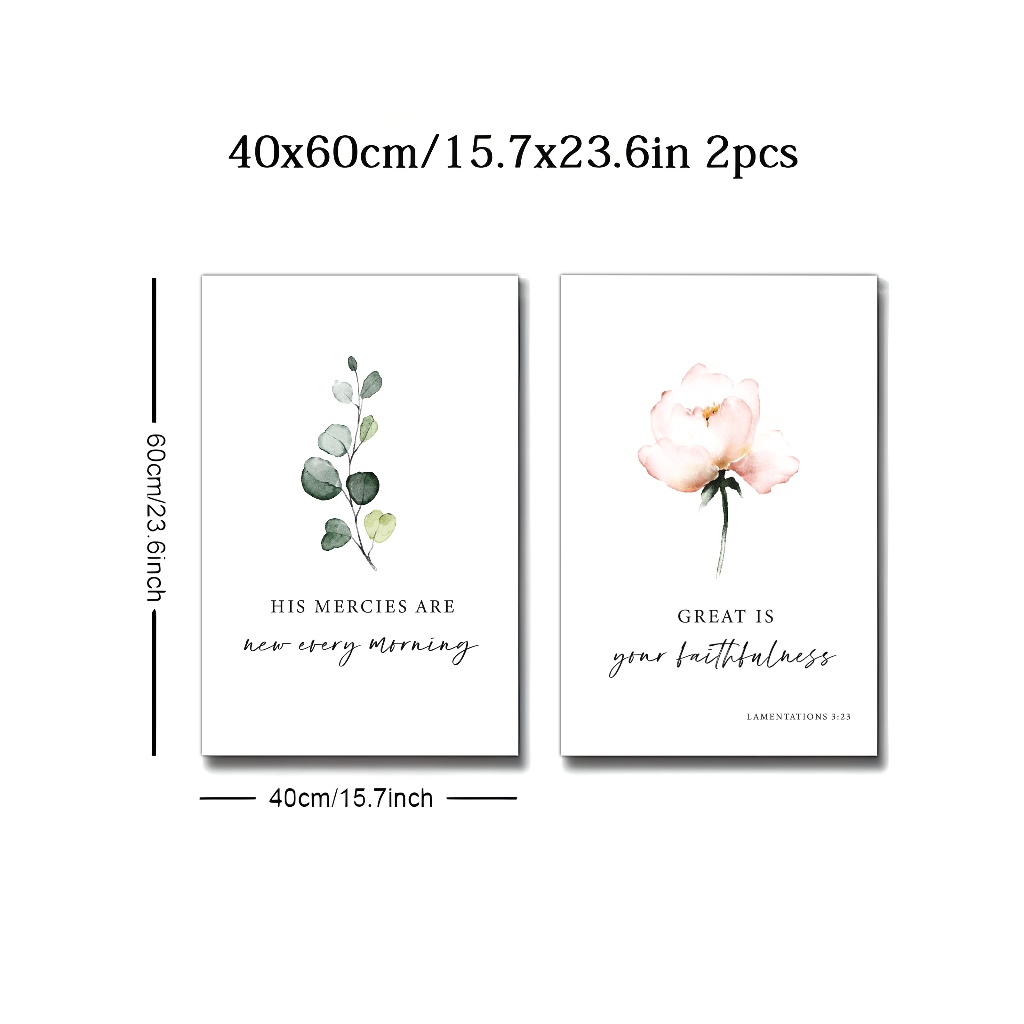 40x60cm/15.7x23.6in 2pcs
60cm/23.6inch
HIS MERCIES ARE
new every morning
GREAT IS
your faithfulness
LAMENTATIONS 3:23
40cm/15.7inch